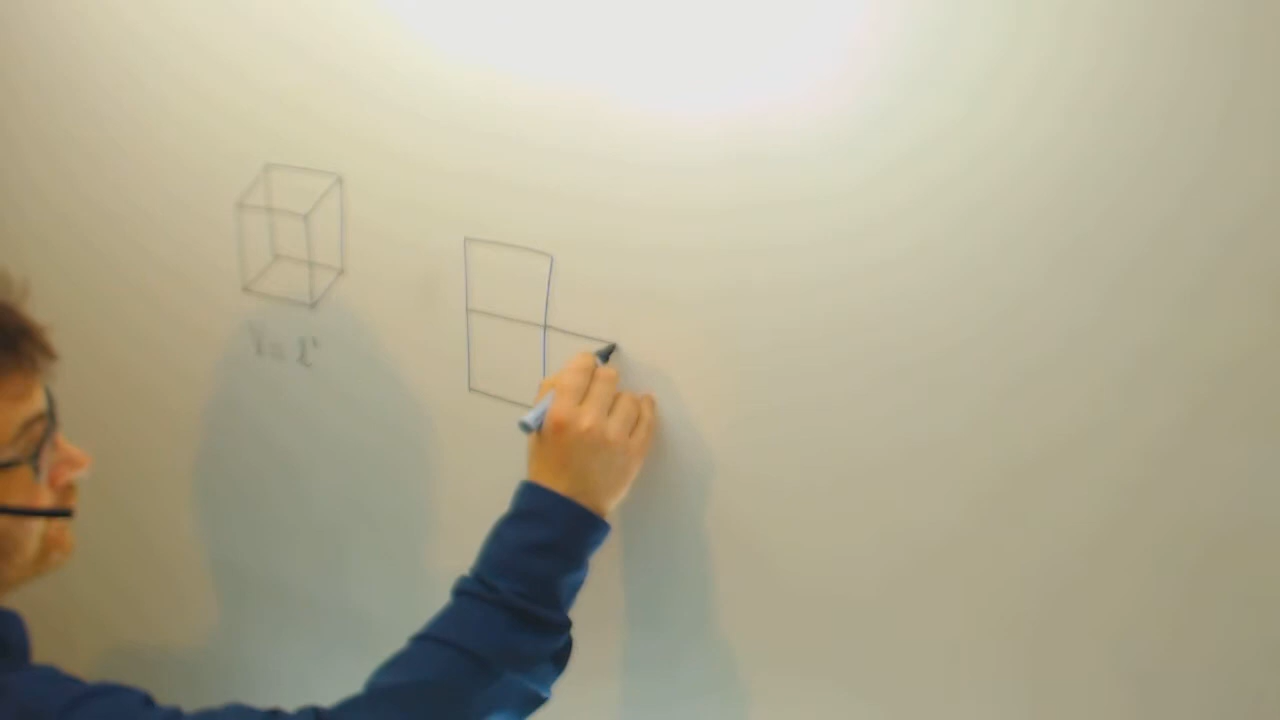 V = l³